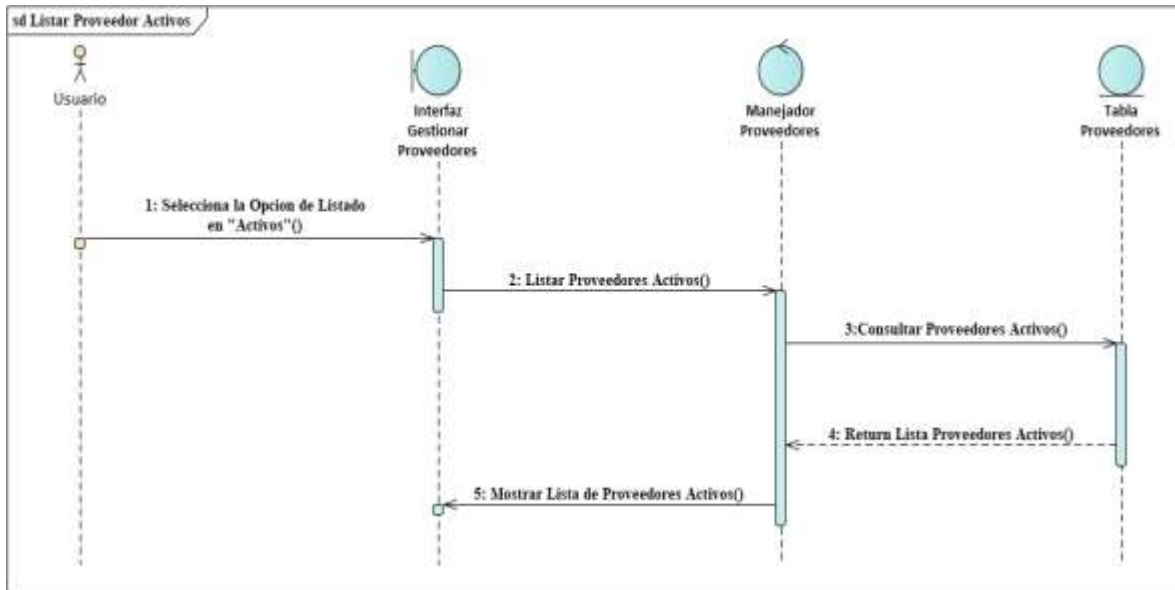 sd Listar Proveedor Activos
Usuario
Interfaz
Gestionar
Proveedores
Manejador
Proveedores
Tabla
Proveedores
1: Selecciona la Opcion de Listado
en "Activos"()
2: Listar Proveedores Activos()
3:Consultar Proveedores Activos()
4: Return Lista Proveedores Activos()
5: Mostrar Lista de Proveedores Activos()